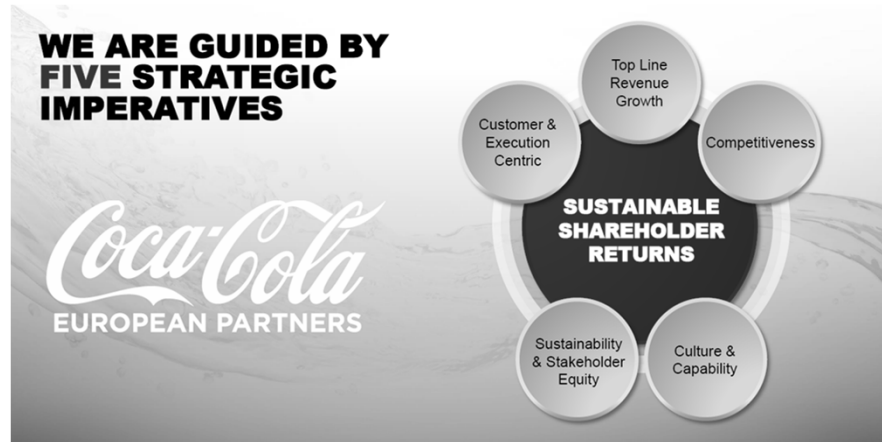 WE ARE GUIDED BY
FIVE STRATEGIC
IMPERATIVES
Coca-Cola
EUROPEAN PARTNERS
Top Line
Revenue
Growth
Customer &
Execution
Centric
Competitiveness
SUSTAINABLE
SHAREHOLDER
RETURNS
Sustainability
& Stakeholder
Equity
Culture &
Capability